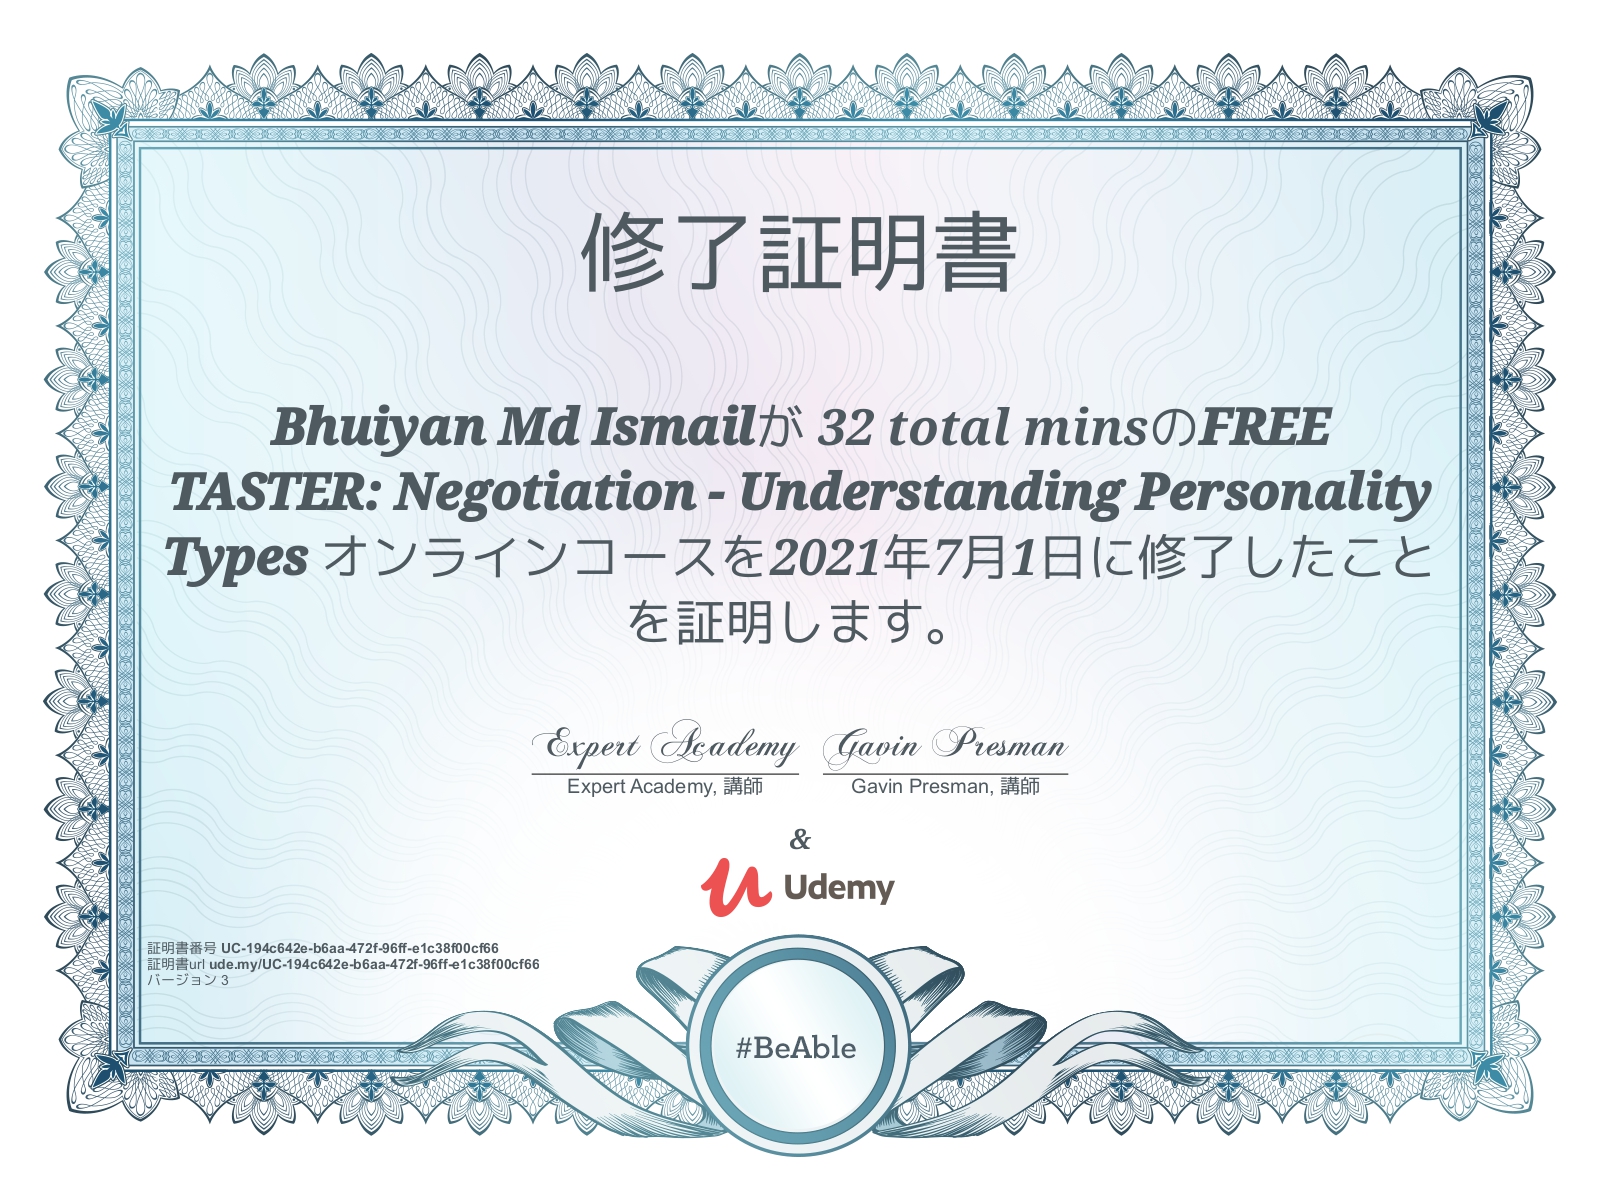 修了証明書
Bhuiyan Md Ismailが 32 total minsのFREE
TASTER: Negotiation - Understanding Personality
Types オンラインコースを2021年7月1日に修了したこと
を証明します。
Expert Academy Gavin Presman
Expert Academy, 講師 Gavin Presman, 講師
&
Udemy
証明書番号 UC-194c642e-b6aa-472f-96ff-e1c38f00cf66
証明書url ude.my/UC-194c642e-b6aa-472f-96ff-e1c38f00cf66
バージョン 3
#BeAble